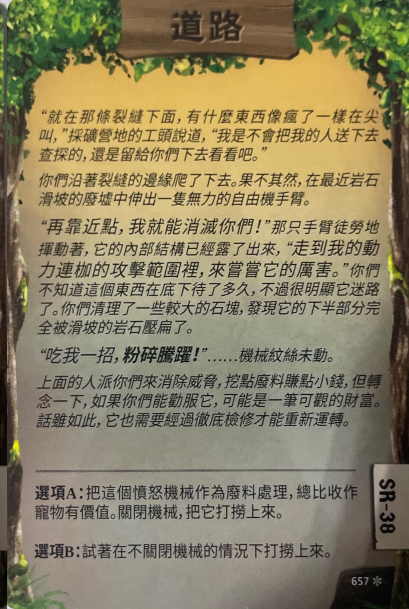 道路
“就在那條裂縫下面，有什麼東西像瘋了一樣在尖
叫，”採礦營地的工頭說道，“我是不會把我的人送下去
查探的，還是留給你們下去看看吧。”
你們沿著裂縫的邊緣爬了下去。果不其然，在最近岩石
滑坡的廢墟中伸出一隻無力的自由機手臂。
“再靠近點，我就能消滅你們！”那只手臂徒勞地
揮動著，它的內部結構已經露了出來，“走到我的動
力連枷的攻擊範圍裡，來嘗嘗它的厲害。”你們
不知道這個東西在底下待了多久，不過很明顯它迷路
了。你們清理了一些較大的石塊，發現它的下半部分完
全被滑坡的岩石壓扁了。
“吃我一招，粉碎騰躍！”……機械紋絲未動。
上面的人派你們來消除威脅，挖點廢料賺點小錢，但轉
念一下，如果你們能勸服它，可能是一筆可觀的財富。
話雖如此，它也需要經過徹底檢修才能重新運轉。
選項A：把這個憤怒機械作為廢料處理，總比收作
寵物有價值。關閉機械，把它打撈上來。
選項B：試著在不關閉機械的情況下打撈上來。
SR-38
657